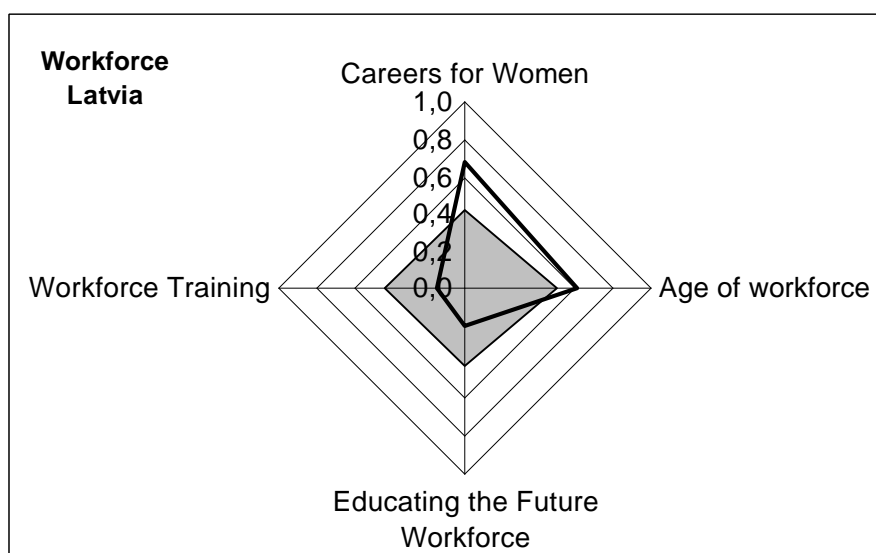 Workforce
Latvia
Careers for Women
1,0
0,8
0,6
0,4
0,2
0,0
Workforce Training
Age of workforce
Educating the Future
Workforce